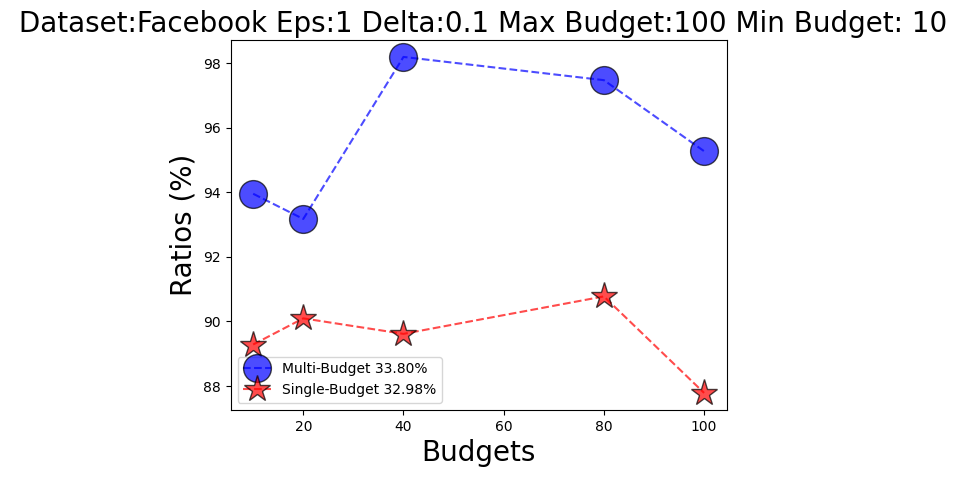 Dataset:Facebook Eps:1 Delta:0.1 Max Budget:100 Min Budget: 10
Ratios (%)
98
96
94
92
90
88
Multi-Budget 33.80%
Single-Budget 32.98%
20 40 60 80 100
Budgets